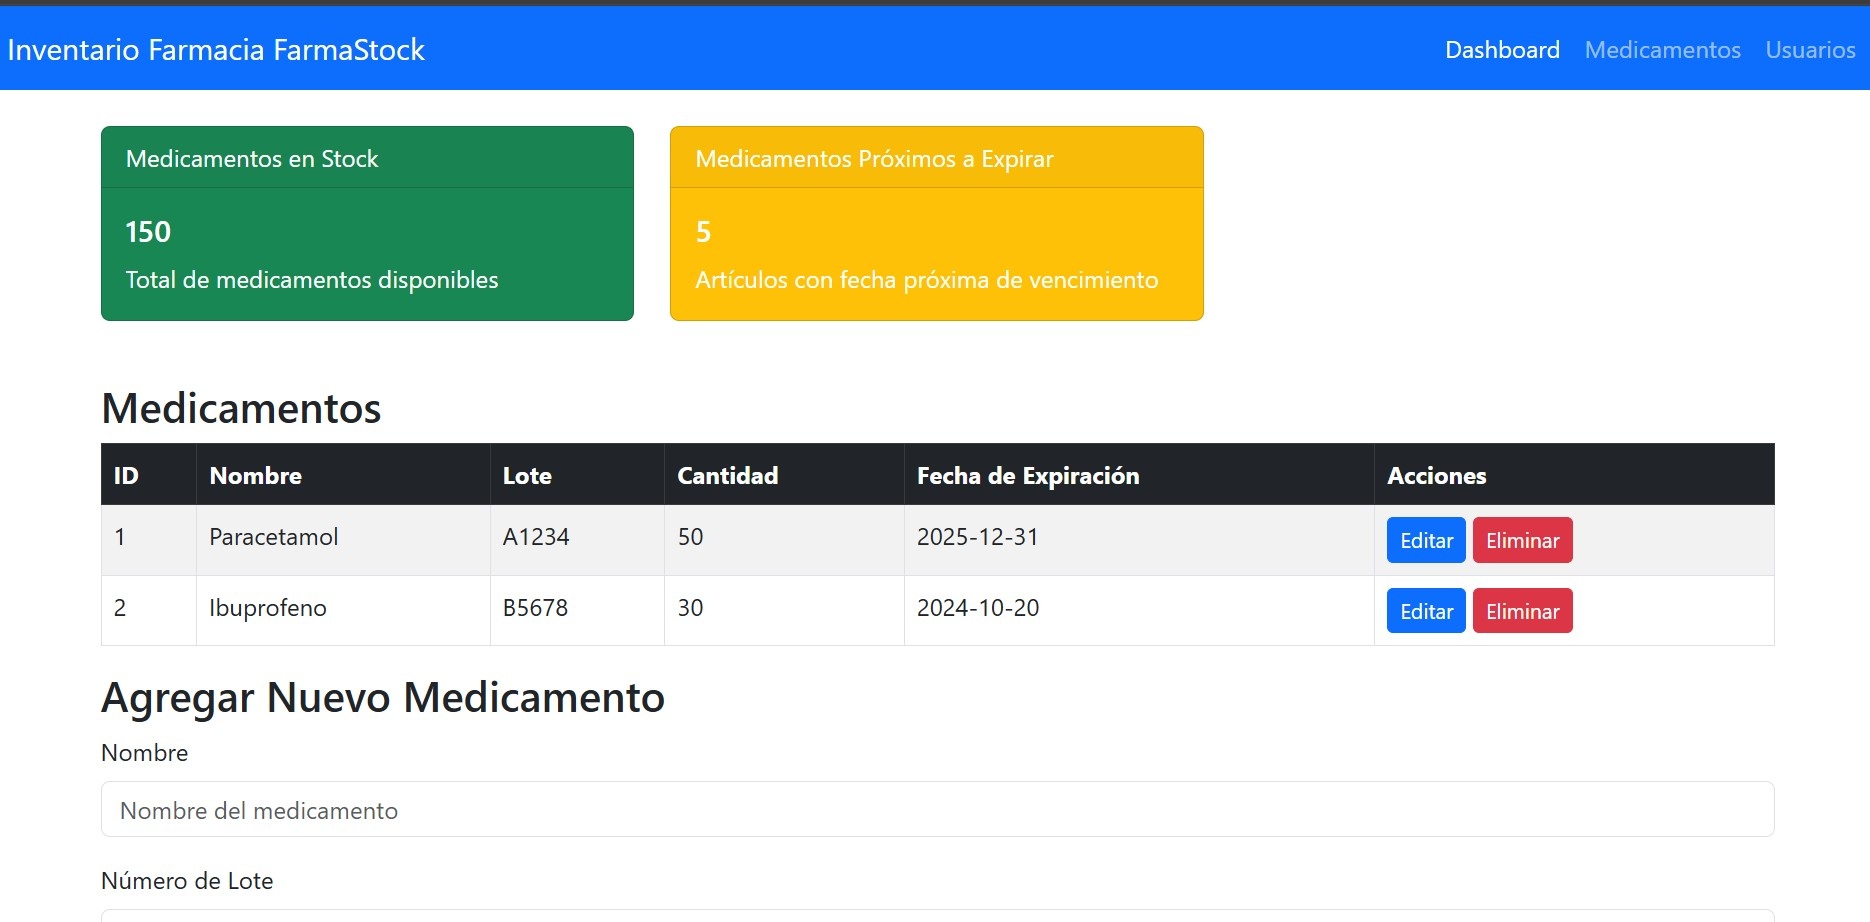 Inventario Farmacia FarmaStock
Dashboard Medicamentos Usuarios
Medicamentos en Stock
150
Total de medicamentos disponibles
Medicamentos Próximos a Expirar
5
Artículos con fecha próxima de vencimiento
Medicamentos
ID Nombre Lote Cantidad Fecha de Expiración Acciones
1 Paracetamol A1234 50 2025-12-31 Editar Eliminar
2 Ibuprofeno B5678 30 2024-10-20 Editar Eliminar
Agregar Nuevo Medicamento
Nombre
Nombre del medicamento
Número de Lote